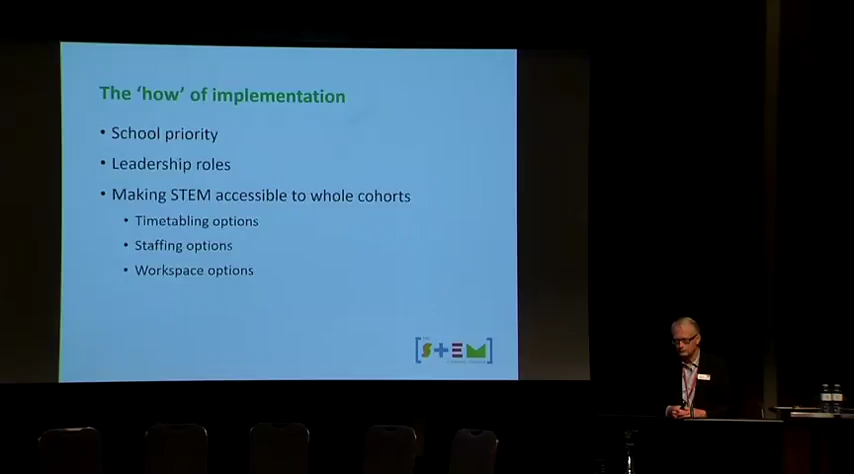 The ‘how’ of implementation
• School priority
• Leadership roles
• Making STEM accessible to whole cohorts
• Timetabling options
• Staffing options
• Workspace options
[STEM]